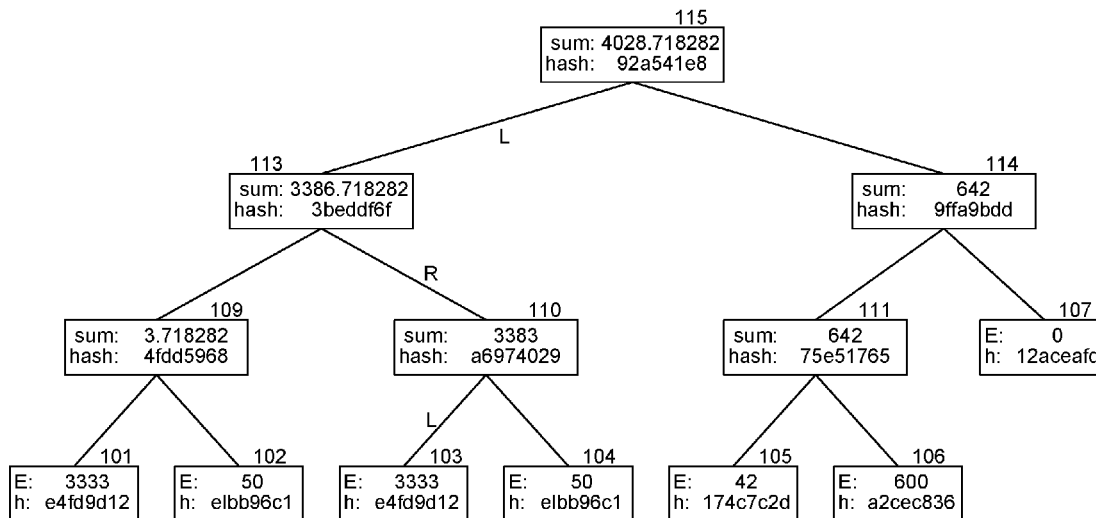 115
sum: 4028.718282
hash: 92a541e8
L
113
sum: 3386.718282
hash: 3beddf6f
114
sum: 642
hash: 9ffa9bdd
R
109
sum: 3.718282
hash: 4fdd5968
110
sum: 3383
hash: a6974029
111
sum: 642
hash: 75e51765
107
E: 0
h: 12aceafd
L
101
E: 3333
h: e4fd9d12
102
E: 50
h: elbb96c1
103
E: 3333
h: e4fd9d12
104
E: 50
h: elbb96c1
105
E: 42
h: 174c7c2d
106
E: 600
h: a2cec836